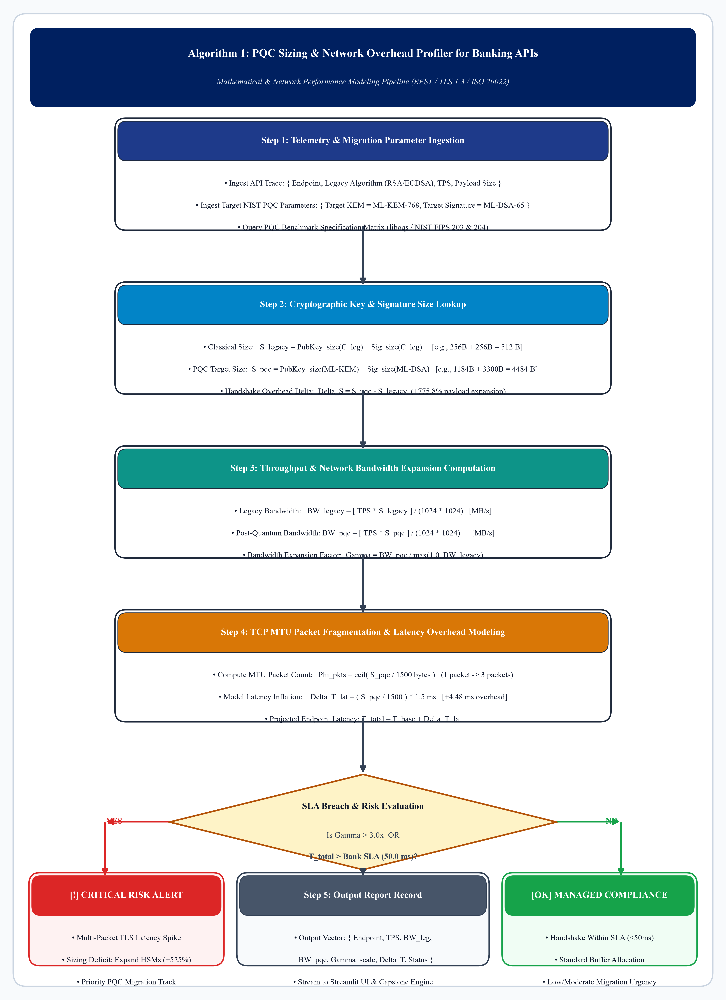 Algorithm 1: PQC Sizing & Network Overhead Profiler for Banking APIs
Mathematical & Network Performance Modeling Pipeline (REST / TLS 1.3 / ISO 20022)
Step 1: Telemetry & Migration Parameter Ingestion
• Ingest API Trace: { Endpoint, Legacy Algorithm (RSA/ECDSA), TPS, Payload Size }
• Ingest Target NIST PQC Parameters: { Target KEM = ML-KEM-768, Target Signature = ML-DSA-65 }
• Query PQC Benchmark Specification Matrix (liboqs / NIST FIPS 203 & 204)
Step 2: Cryptographic Key & Signature Size Lookup
• Classical Size: S_legacy = PubKey_size(C_leg) + Sig_size(C_leg) [e.g., 256B + 256B = 512 B]
• PQC Target Size: S_pqc = PubKey_size(ML-KEM) + Sig_size(ML-DSA) [e.g., 1184B + 3300B = 4484 B]
• Handshake Overhead Delta: Delta_S = S_pqc - S_legacy (+775.8% payload expansion)
Step 3: Throughput & Network Bandwidth Expansion Computation
• Legacy Bandwidth: BW_legacy = [ TPS * S_legacy ] / (1024 * 1024) [MB/s]
• Post-Quantum Bandwidth: BW_pqc = [ TPS * S_pqc ] / (1024 * 1024) [MB/s]
• Bandwidth Expansion Factor: Gamma = BW_pqc / max(1.0, BW_legacy)
Step 4: TCP MTU Packet Fragmentation & Latency Overhead Modeling
• Compute MTU Packet Count: Phi_pkts = ceil( S_pqc / 1500 bytes ) (1 packet -> 3 packets)
• Model Latency Inflation: Delta_T_lat = ( S_pqc / 1500 ) * 1.5 ms [+4.48 ms overhead]
• Projected Endpoint Latency: T_total = T_base + Delta_T_lat
SLA Breach & Risk Evaluation
YES
NO
Is Gamma > 3.0x OR
T_total > Bank SLA (50.0 ms)?
[!] CRITICAL RISK ALERT
• Multi-Packet TLS Latency Spike
• Sizing Deficit: Expand HSMs (+525%)
• Priority PQC Migration Track
Step 5: Output Report Record
• Output Vector: { Endpoint, TPS, BW_leg,
BW_pqc, Gamma_scale, Delta_T, Status }
• Stream to Streamlit UI & Capstone Engine
[OK] MANAGED COMPLIANCE
• Handshake Within SLA (<50ms)
• Standard Buffer Allocation
• Low/Moderate Migration Urgency